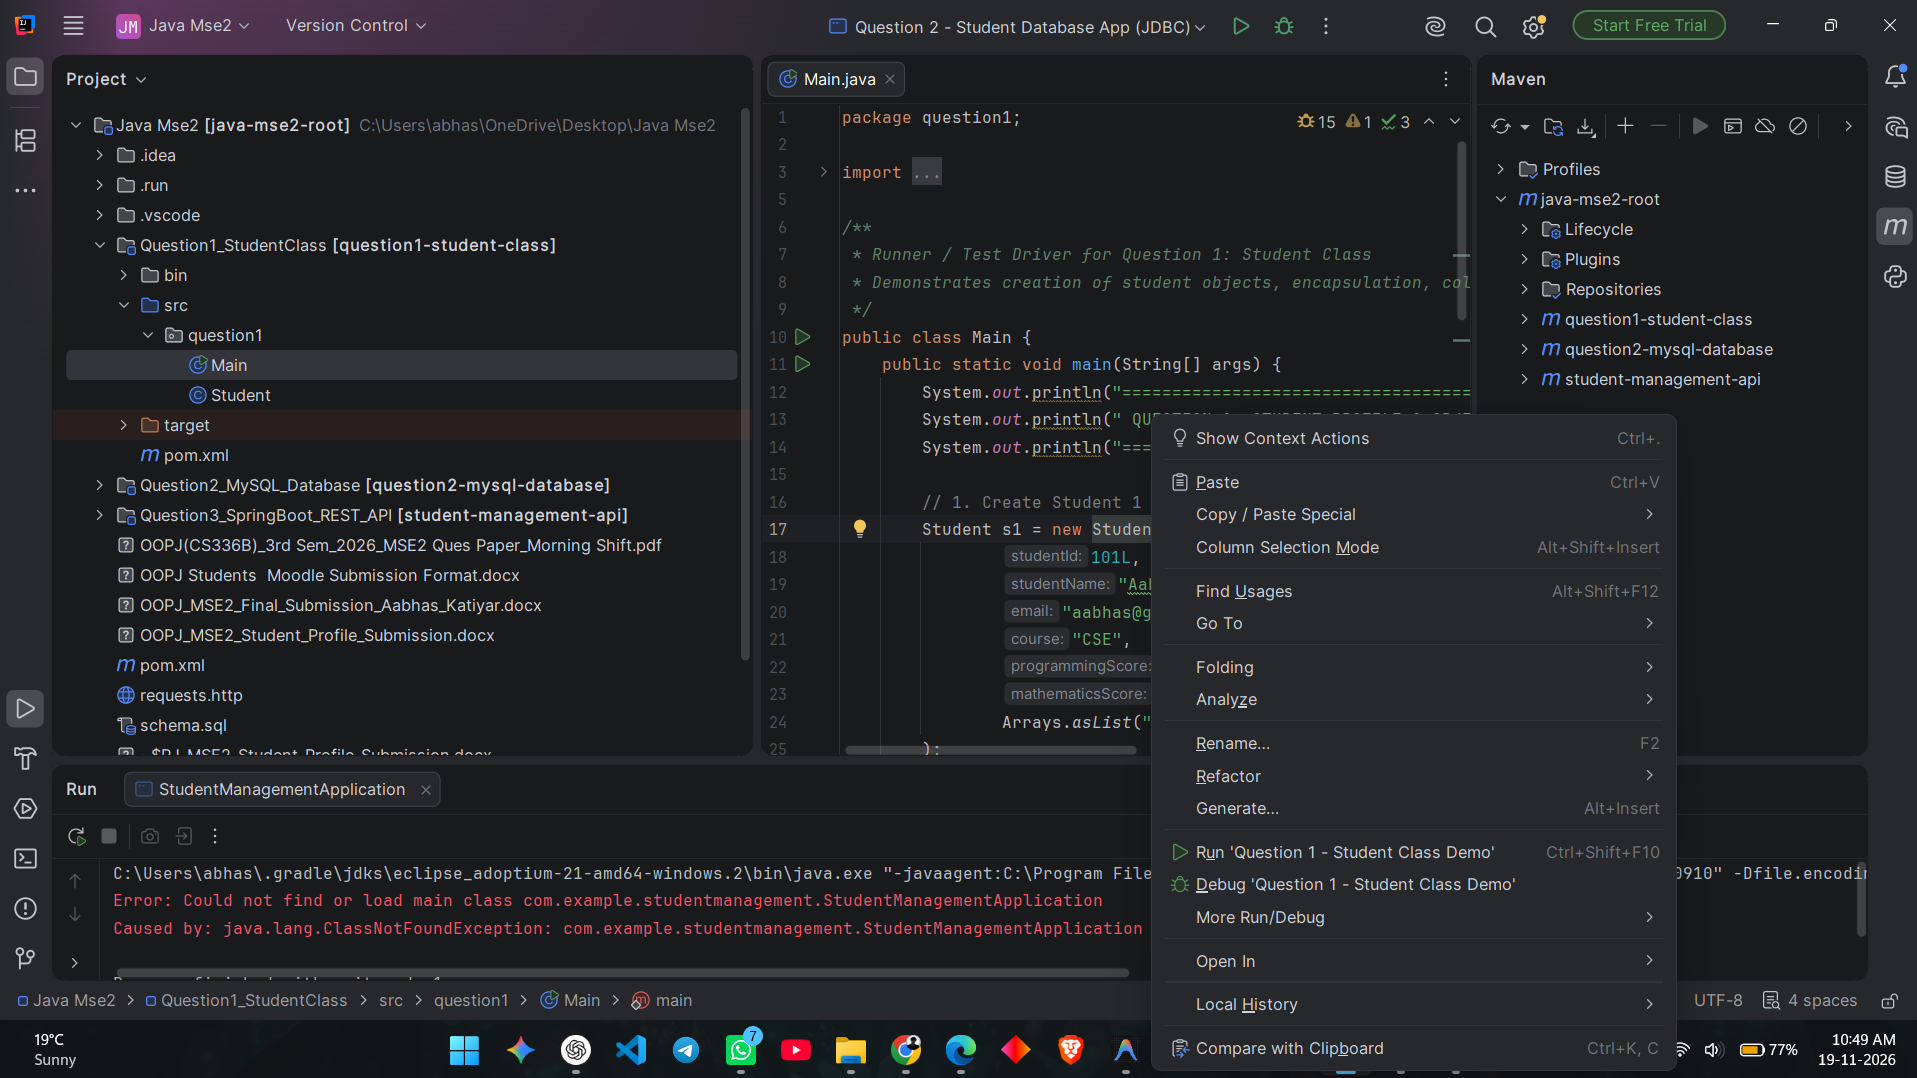 JM Java Mse2
Version Control
Question 2 - Student Database App (JDBC)
Start Free Trial
Project
Java Mse2 [java-mse2-root] C:\Users\abhas\OneDrive\Desktop\Java Mse2
.idea
.run
.vscode
Question1_StudentClass [question1-student-class]
bin
src
question1
Main
Student
target
pom.xml
Question2_MySQL_Database [question2-mysql-database]
Question3_SpringBoot_REST_API [student-management-api]
OOPJ(CS336B)_3rd Sem_2026_MSE2 Ques Paper_Morning Shift.pdf
OOPJ Students  Moodle Submission Format.docx
OOPJ_MSE2_Final_Submission_Aabhas_Katiyar.docx
OOPJ_MSE2_Student_Profile_Submission.docx
pom.xml
requests.http
schema.sql
Main.java
15 1 3
1 package question1;
2
3 import ...
5
6 /**
7 * Runner / Test Driver for Question 1: Student Class
8 * Demonstrates creation of student objects, encapsulation, col
9 */
10 public class Main {
11 public static void main(String[] args) {
12 System.out.println("===================================
13 System.out.println(" QU
14 System.out.println("===
15
16 // 1. Create Student 1
17 Student s1 = new Studen
18 studentId: 101L,
19 studentName: "Aab
20 email: "aabhas@g
21 course: "CSE",
22 programmingScore:
23 mathematicsScore:
24 Arrays.asList("
25 );
Maven
Profiles
java-mse2-root
Lifecycle
Plugins
Repositories
question1-student-class
question2-mysql-database
student-management-api
Show Context Actions Ctrl+.
Paste Ctrl+V
Copy / Paste Special
Column Selection Mode Alt+Shift+Insert
Find Usages Alt+Shift+F12
Go To
Folding
Analyze
Rename... F2
Refactor
Generate... Alt+Insert
Run 'Question 1 - Student Class Demo' Ctrl+Shift+F10
Debug 'Question 1 - Student Class Demo'
More Run/Debug
Open In
Local History
Compare with Clipboard Ctrl+K, C
Run StudentManagementApplication
C:\Users\abhas\.gradle\jdks\eclipse_adoptium-21-amd64-windows.2\bin\java.exe "-javaagent:C:\Program File
0910" -Dfile.encodin
Error: Could not find or load main class com.example.studentmanagement.StudentManagementApplication
Caused by: java.lang.ClassNotFoundException: com.example.studentmanagement.StudentManagementApplication
Java Mse2 > Question1_StudentClass > src > question1 > Main > main
UTF-8 4 spaces
19°C
Sunny
7
77%
10:49 AM
19-11-2026